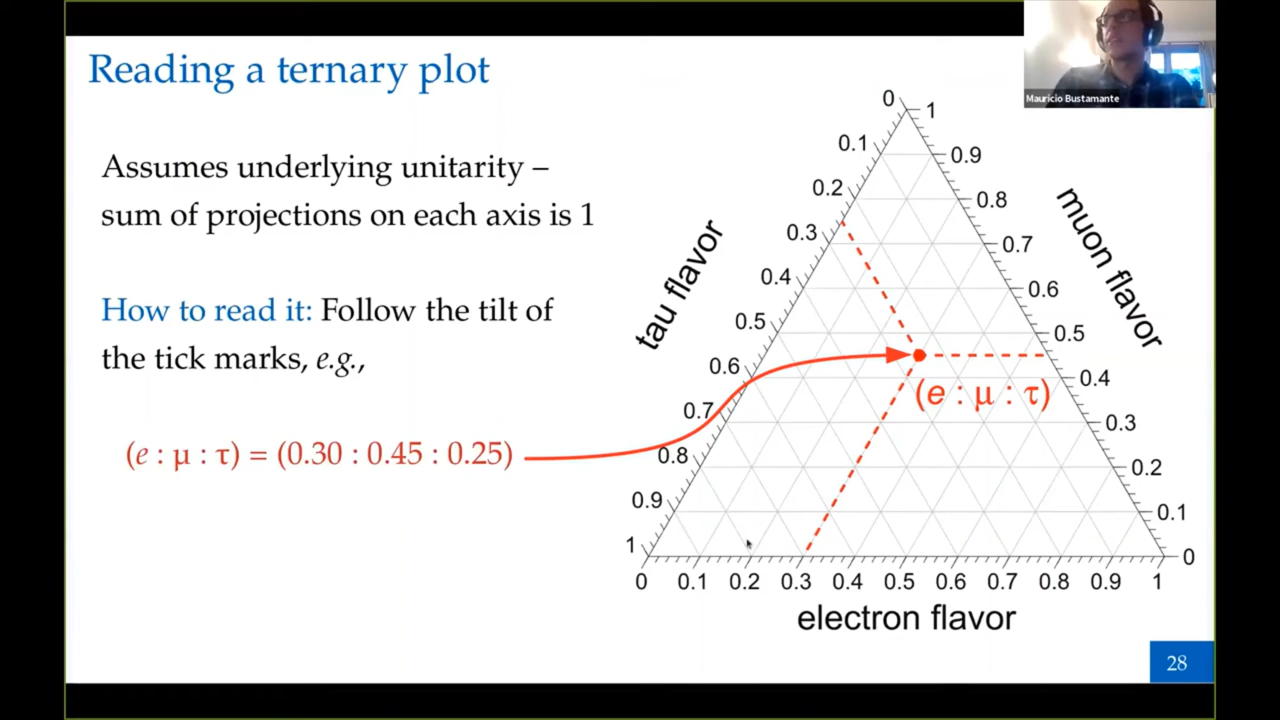 Reading a ternary plot
Mauricio Bustamante
Assumes underlying unitarity –
sum of projections on each axis is 1
How to read it: Follow the tilt of
the tick marks, e.g.,
(e : μ : τ) = (0.30 : 0.45 : 0.25)
tau flavor
0
0.1
0.2
0.3
0.4
0.5
0.6
0.7
0.8
0.9
1
muon flavor
1
0.9
0.8
0.7
0.6
0.5
0.4
0.3
0.2
0.1
0
(e : μ : τ)
0 0.1 0.2 0.3 0.4 0.5 0.6 0.7 0.8 0.9 1
electron flavor
28